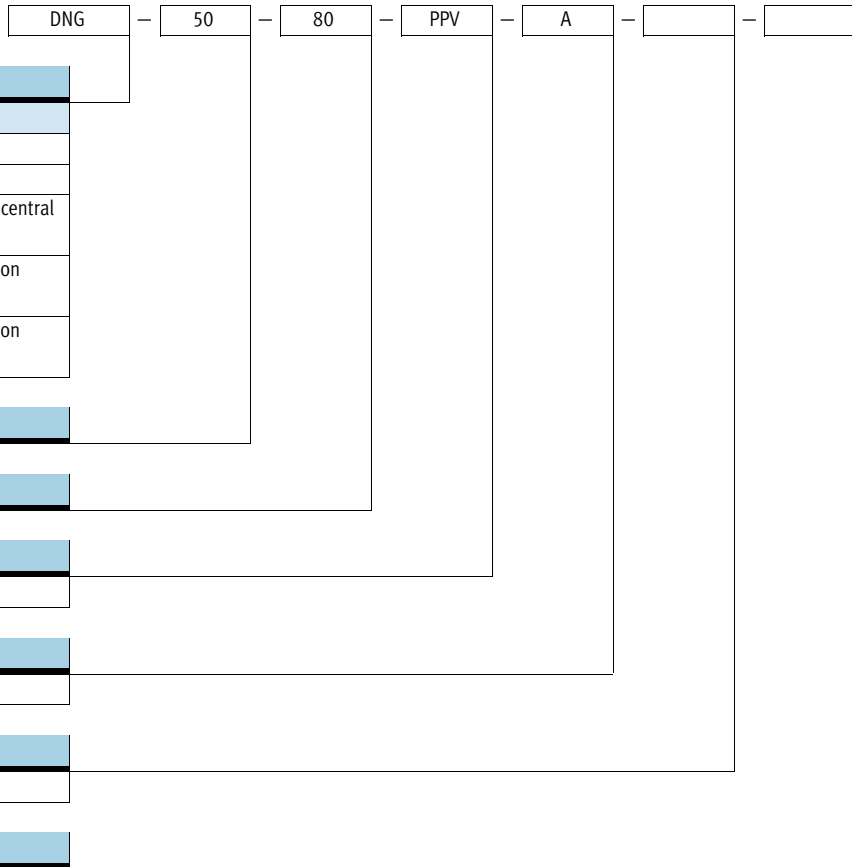 DNG – 50 – 80 – PPV – A – –
central
on
on